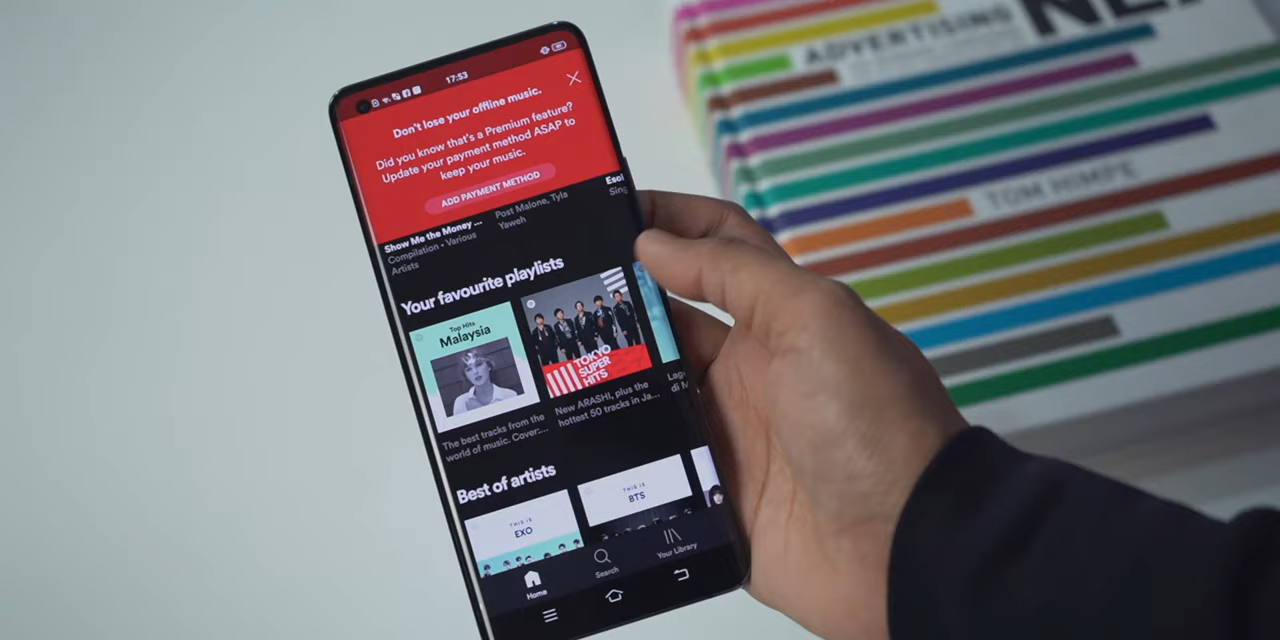 17:53
Don't lose your offline music.
Did you know that's a Premium feature?
Update your payment method ASAP to
keep your music.
ADD PAYMENT METHOD
Show Me the Money ...
Compilation • Various
Artists
Post Malone, Tyla
Yaweh
Esol
Sing
Your favourite playlists
Top Hits
Malaysia
The best tracks from the
world of music. Cover:...
TOKYO
SUPER
HITS
New ARASHI, plus the
hottest 50 tracks in Ja...
Lag
di M
Best of artists
THIS IS
EXO
THIS IS
BTS
Home
Search
Your Library
ADVERTISING
TOM HIMPE